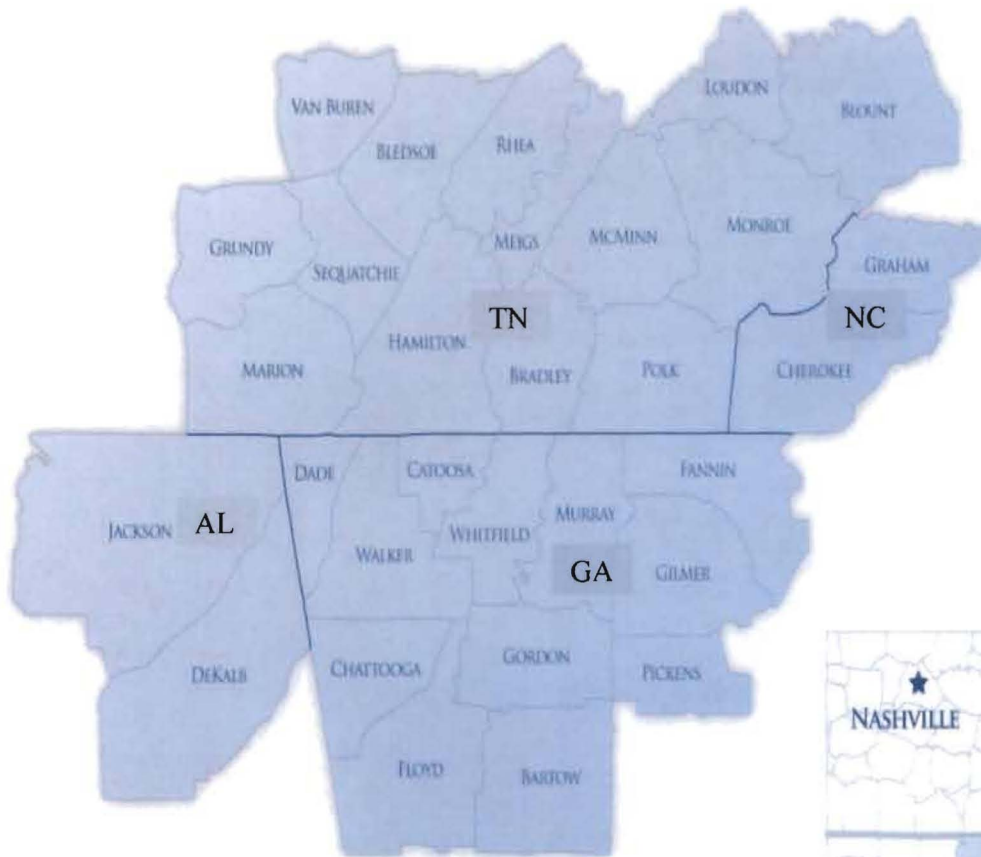 LOUDON
BLOUNT
VAN BUREN
BLEDSOE
RHEA
GRUNDY
SEQUATCHIE
MEIGS
MCMINN
MONROE
GRAHAM
TN
NC
HAMILTON
MARION
BRADLEY
POLK
CHEROKEE
DADE
CATOOSA
FANNIN
JACKSON
AL
WALKER
WHITFIELD
MURRAY
GA
GILMER
DEKALB
CHATTOOGA
GORDON
PICKENS
FLOYD
BARTOW
NASHVILLE